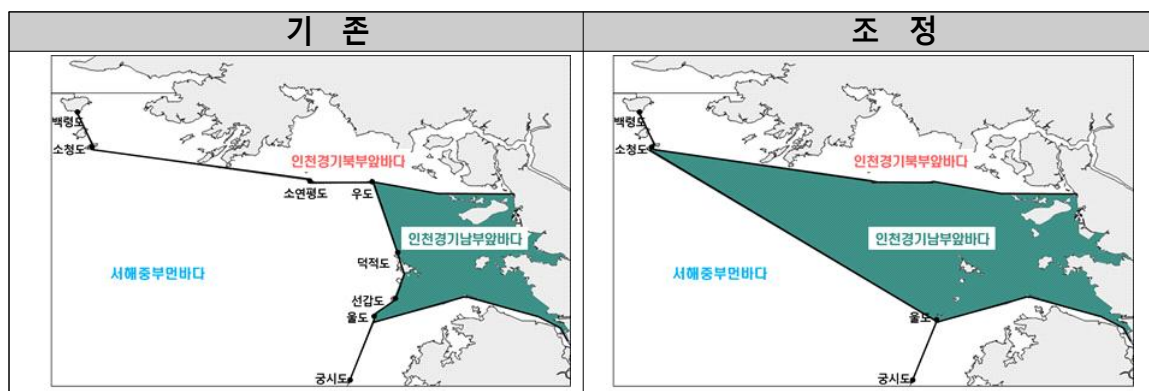 기 존
조 정
백령도
소청도
인천경기북부앞바다
소연평도
우도
인천경기남부앞바다
덕적도
서해중부먼바다
선갑도
울도
궁시도
백령도
소청도
인천경기북부앞바다
인천경기남부앞바다
서해중부먼바다
울도
궁시도